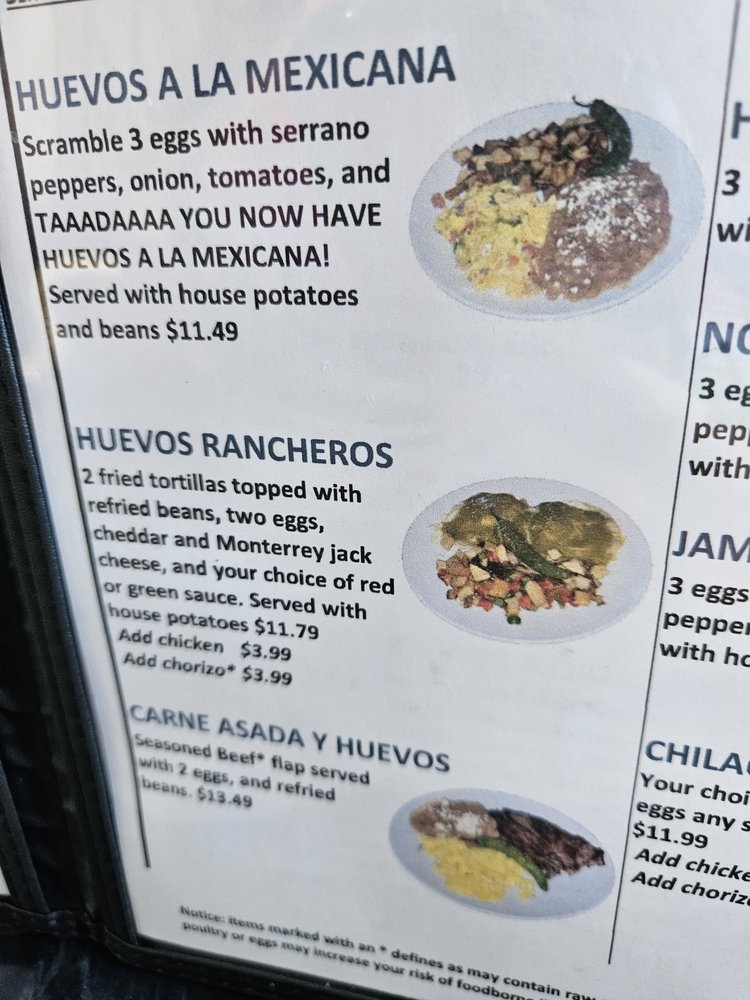 HUEVOS A LA MEXICANA
Scramble 3 eggs with serrano
peppers, onion, tomatoes, and
TAAADAAAA YOU NOW HAVE
HUEVOS A LA MEXICANA!
Served with house potatoes
and beans $11.49
HUEVOS RANCHEROS
2 fried tortillas topped with
refried beans, two eggs,
cheddar and Monterrey jack
cheese, and your choice of red
or green sauce. Served with
house potatoes $11.79
Add chicken $3.99
Add chorizo* $3.99
CARNE ASADA Y HUEVOS
Seasoned Beef* flap served
with 2 eggs, and refried
beans. $13.49
Notice: items marked with an * defines as may contain raw
poultry or eggs may increase your risk of foodborne
H
3
wi
NO
3 eg
pep
with
JAM
3 eggs
pepper
with ho
CHILA
Your choi
eggs any s
$11.99
Add chicke
Add chorizo